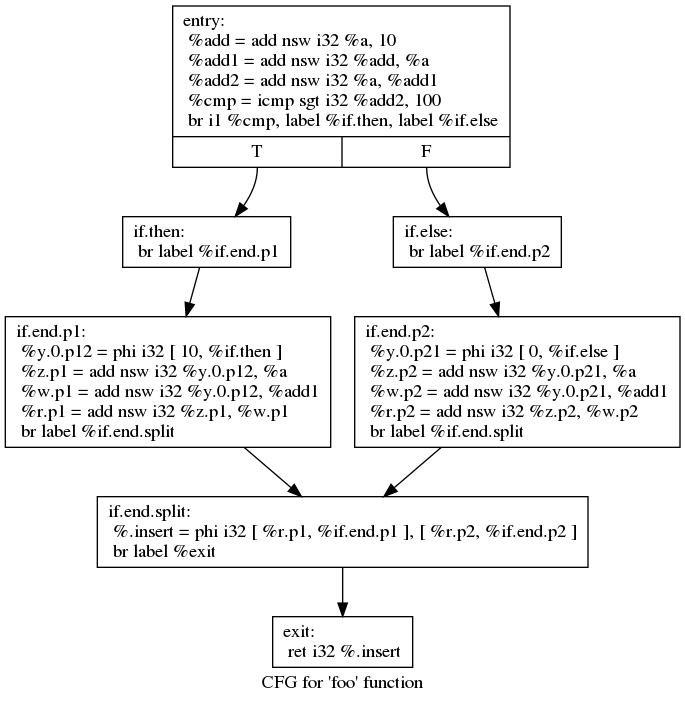 entry:
%add = add nsw i32 %a, 10
%add1 = add nsw i32 %add, %a
%add2 = add nsw i32 %a, %add1
%cmp = icmp sgt i32 %add2, 100
br i1 %cmp, label %if.then, label %if.else
T
F
if.then:
br label %if.end.p1
if.else:
br label %if.end.p2
if.end.p1:
%y.0.p12 = phi i32 [ 10, %if.then ]
%z.p1 = add nsw i32 %y.0.p12, %a
%w.p1 = add nsw i32 %y.0.p12, %add1
%r.p1 = add nsw i32 %z.p1, %w.p1
br label %if.end.split
if.end.p2:
%y.0.p21 = phi i32 [ 0, %if.else ]
%z.p2 = add nsw i32 %y.0.p21, %a
%w.p2 = add nsw i32 %y.0.p21, %add1
%r.p2 = add nsw i32 %z.p2, %w.p2
br label %if.end.split
if.end.split:
%.insert = phi i32 [ %r.p1, %if.end.p1 ], [ %r.p2, %if.end.p2 ]
br label %exit
exit:
ret i32 %.insert
CFG for 'foo' function